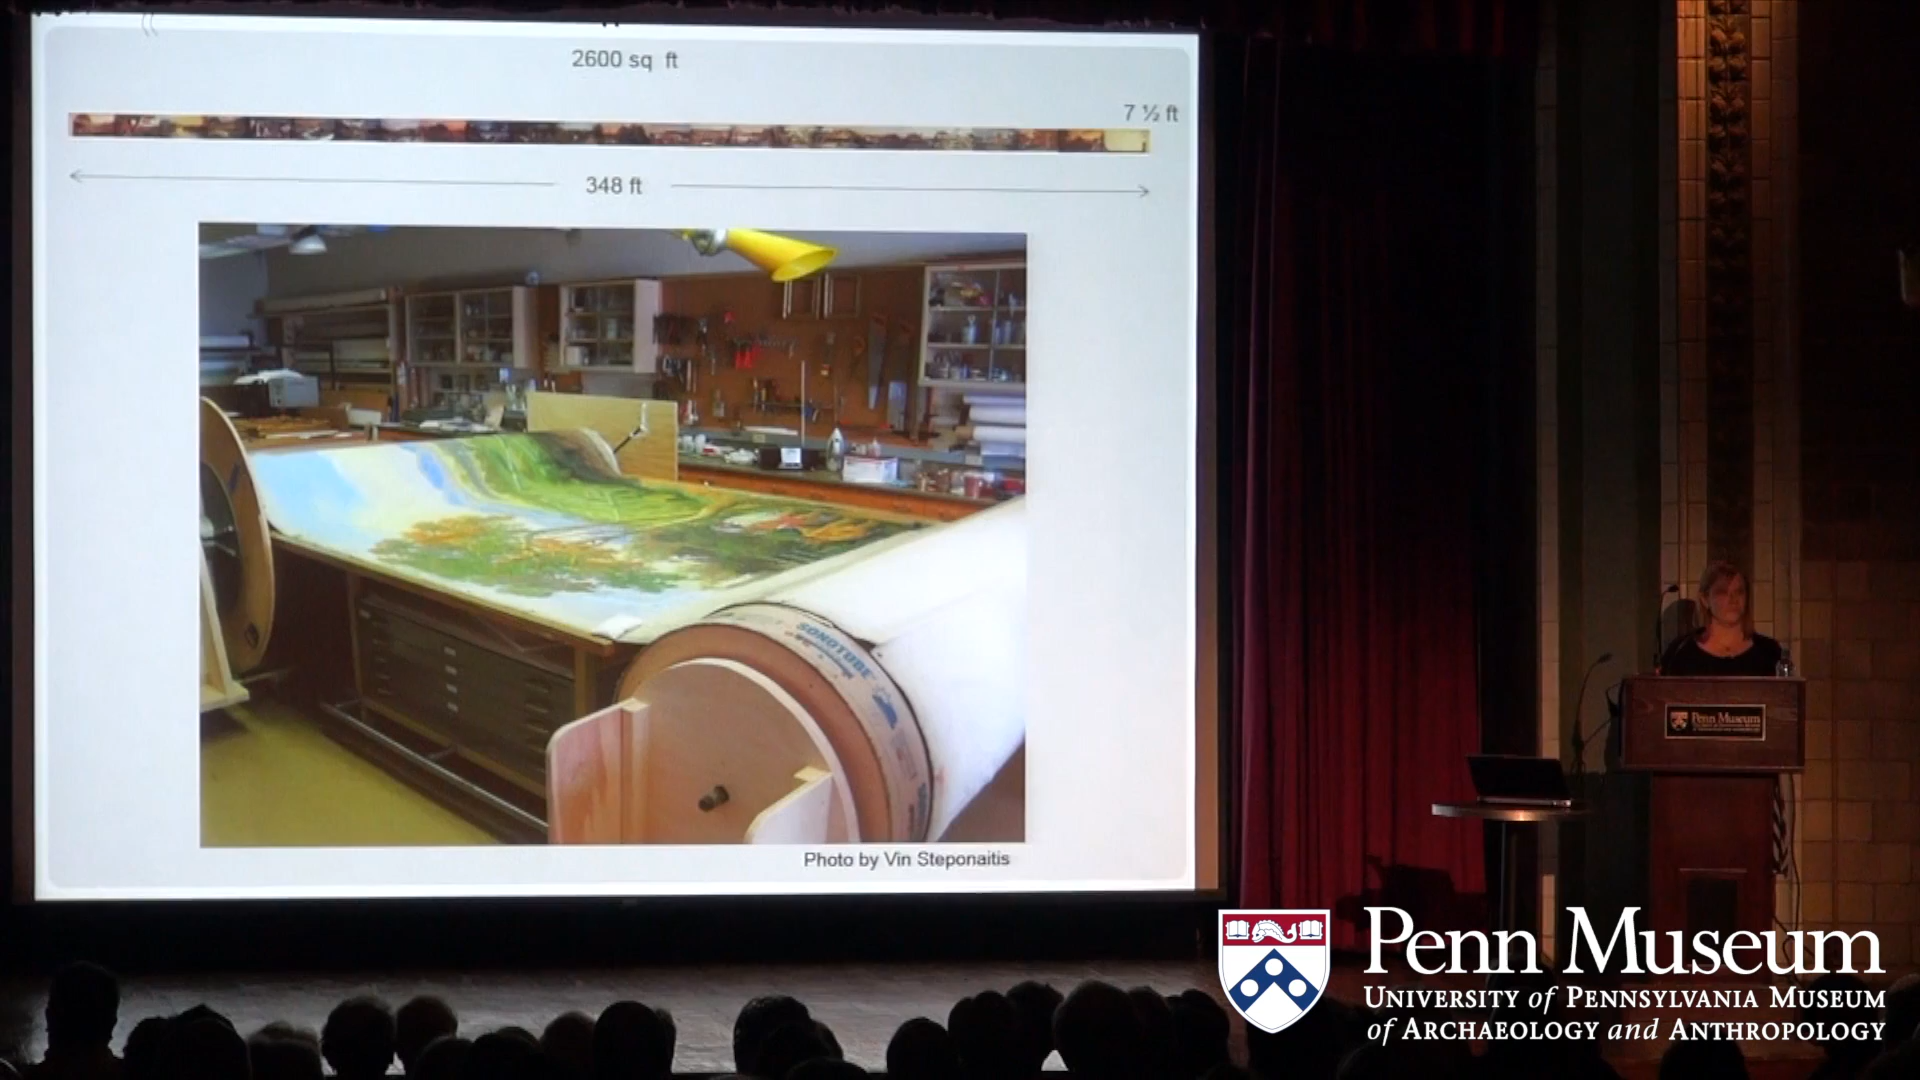 2600 sq ft
7 ½ ft
348 ft
SONOTUBE
Photo by Vin Steponaitis
Penn Museum
Penn Museum
University of Pennsylvania Museum
of Archaeology and Anthropology